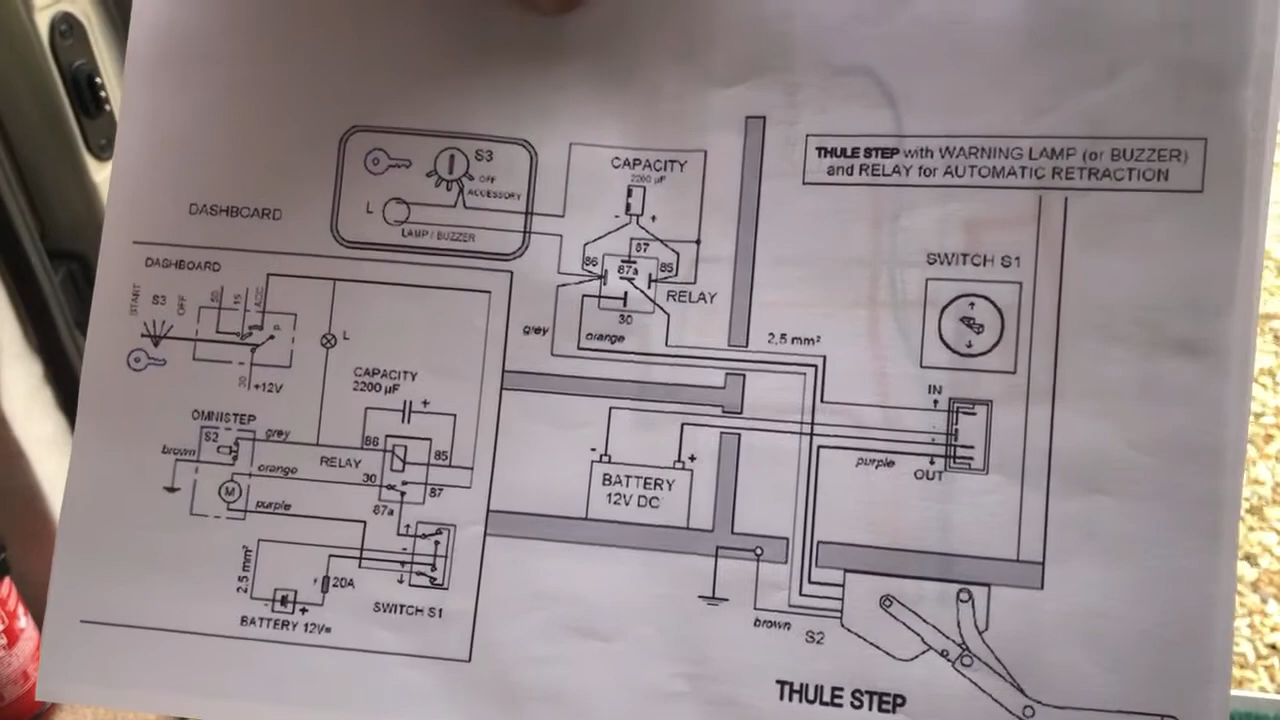 THULE STEP with WARNING LAMP (or BUZZER)
and RELAY for AUTOMATIC RETRACTION
S3
OFF
ACCESSORY
L
LAMP / BUZZER
DASHBOARD
CAPACITY
2200 µF
- +
87
86
87a
85
RELAY
30
grey
orange
2,5 mm²
SWITCH S1
IN
OUT
purple
- +
BATTERY
12V DC
brown
S2
THULE STEP
DASHBOARD
START
S3
OFF
50
15
ACC
P
30
+12V
L
CAPACITY
2200 µF
+
OMNISTEP
S2
grey
brown
86
RELAY
85
orange
30
87
M
purple
87a
2,5 mm²
F
20A
- +
SWITCH S1
BATTERY 12V=